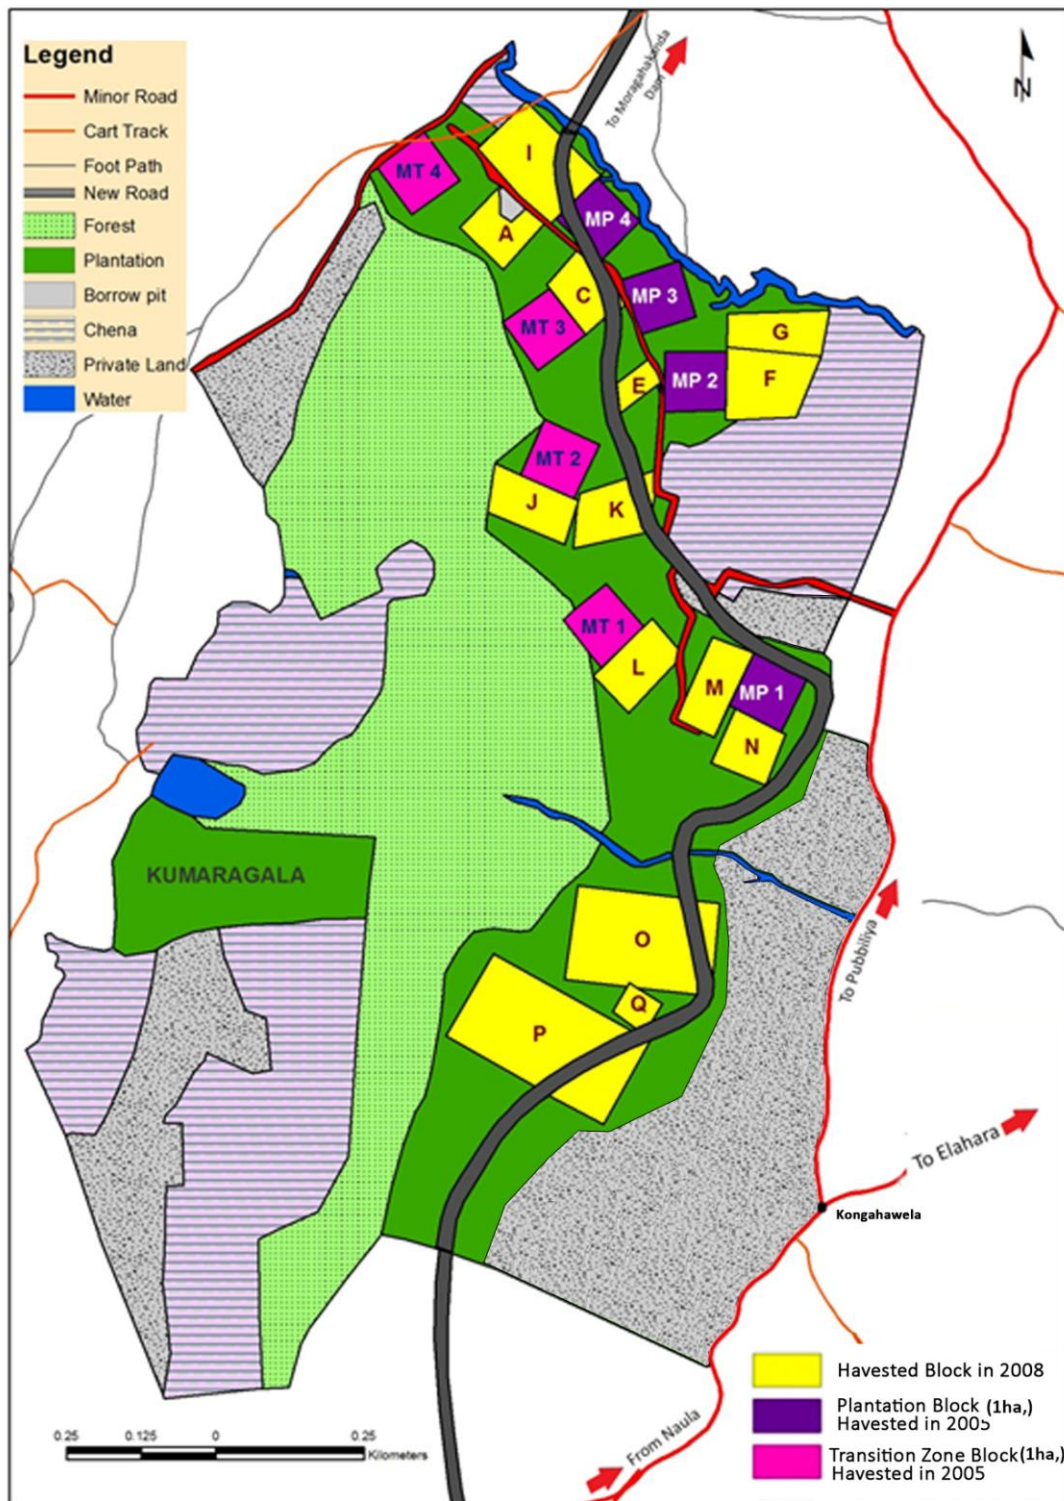 Legend
Minor Road
Cart Track
Foot Path
New Road
Forest
Plantation
Borrow pit
Chena
Private Land
Water
To Moragahakanda
Dam
N
I
MT 4
MP 4
A
C
MP 3
MT 3
G
E
MP 2
F
MT 2
J
K
MT 1
L
M
MP 1
N
KUMARAGALA
O
Q
P
To Pubbiliya
To Elahara
Kongahawela
From Naula
0.25
0.125
0
0.25
Kilometers
Havested Block in 2008
Plantation Block (1ha,)
Havested in 2005
Transition Zone Block(1ha,)
Havested in 2005